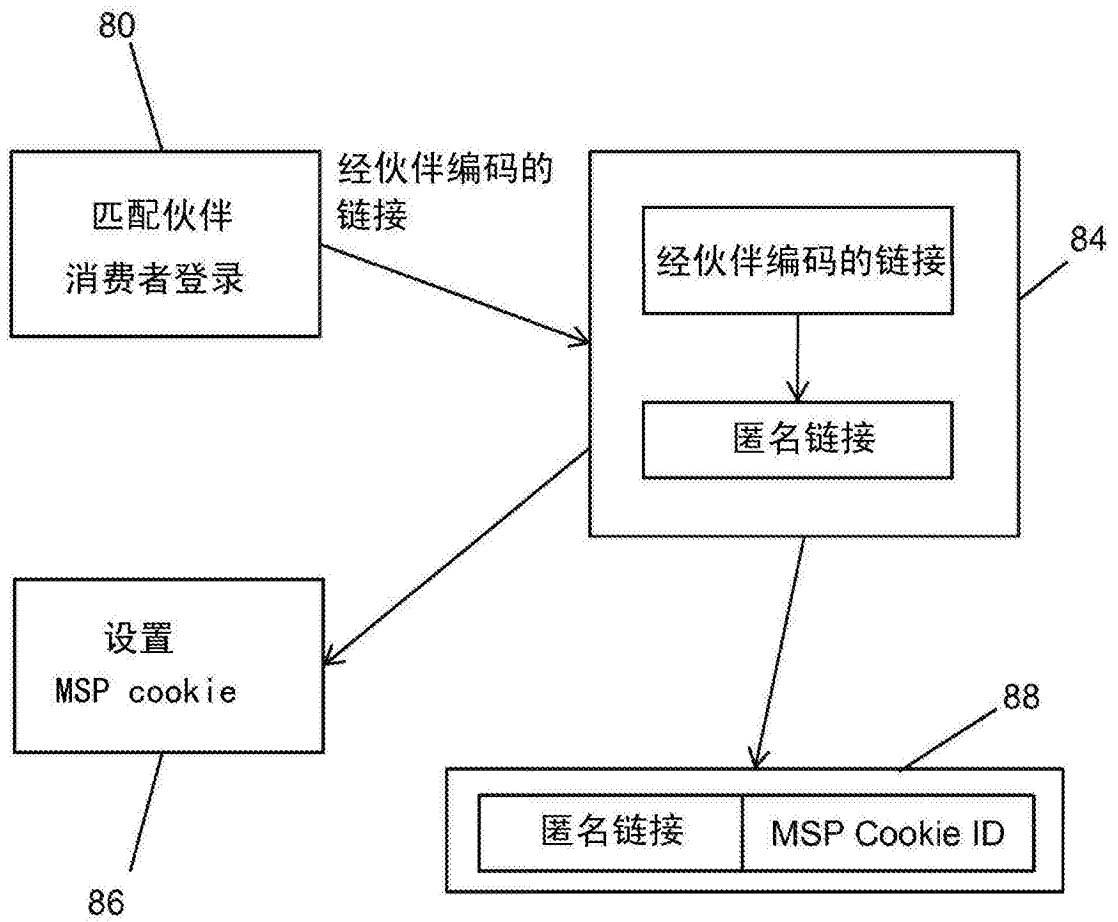 80
匹配伙伴
消费者登录
经伙伴编码的
链接
经伙伴编码的链接
84
匿名链接
设置
MSP cookie
86
88
匿名链接
MSP Cookie ID